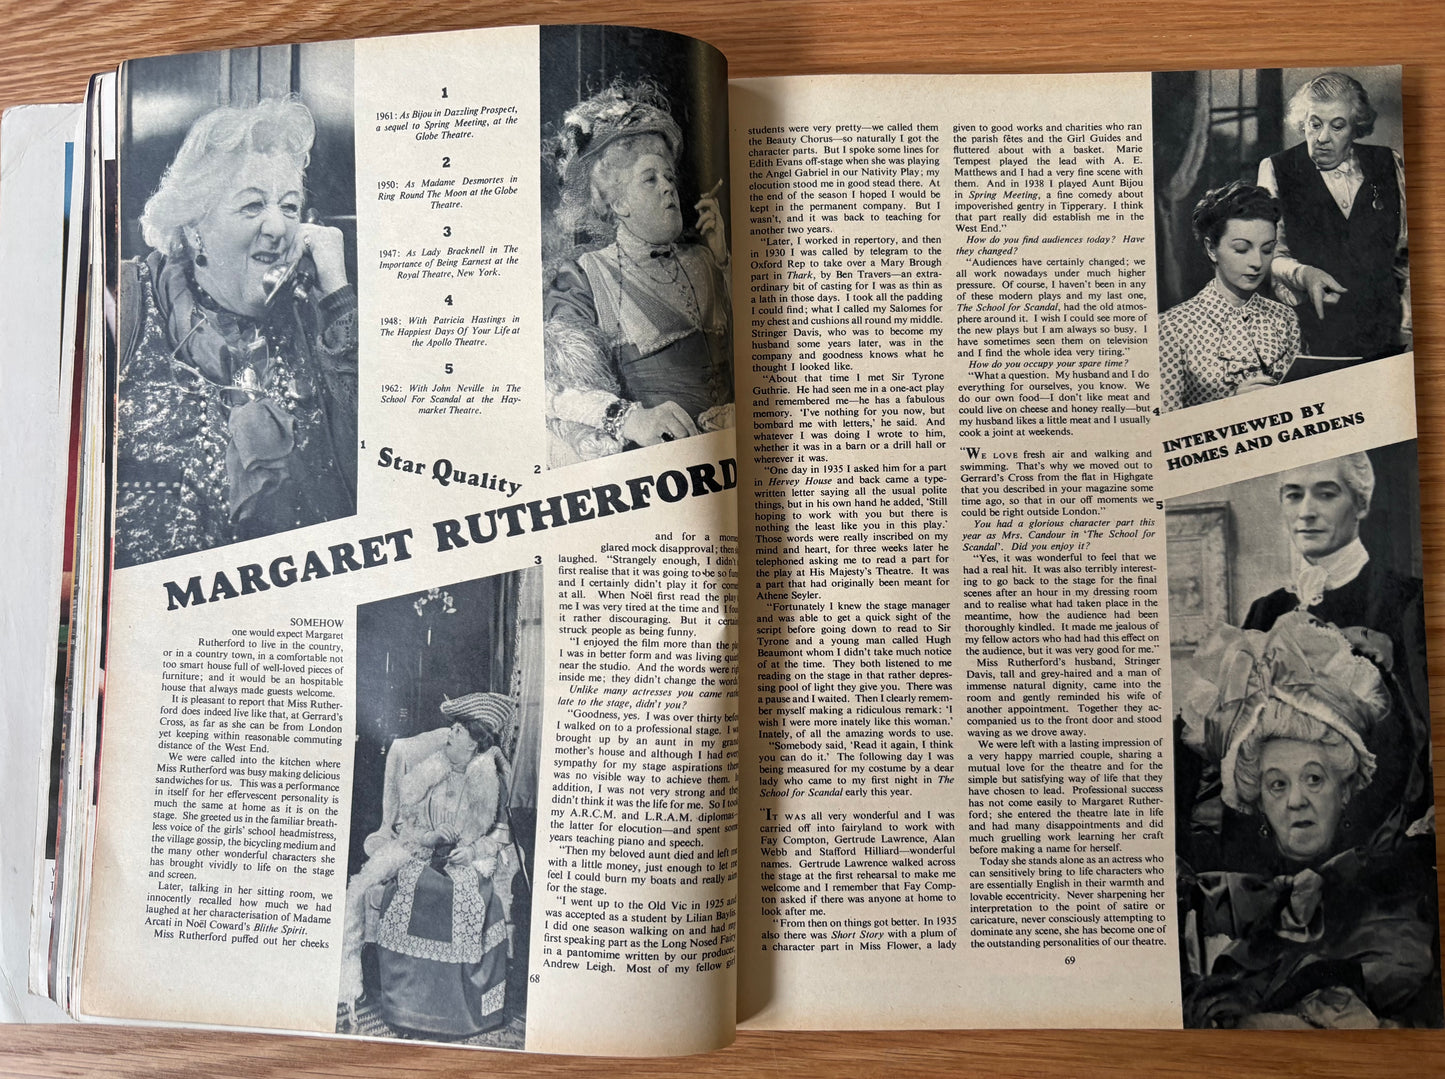 1
1961: As Bijou in Dazzling Prospect,
a sequel to Spring Meeting, at the
Globe Theatre.
2
1950: As Madame Desmortes in
Ring Round The Moon at the Globe
Theatre.
3
1947: As Lady Bracknell in The
Importance of Being Earnest at the
Royal Theatre, New York.
4
1948: With Patricia Hastings in
The Happiest Days Of Your Life at
the Apollo Theatre.
5
1962: With John Neville in The
School For Scandal at the Hay-
market Theatre.
1
Star Quality
2
MARGARET RUTHERFORD
3
SOMEHOW
one would expect Margaret
Rutherford to live in the country,
or in a country town, in a comfortable not
too smart house full of well-loved pieces of
furniture; and it would be an hospitable
house that always made guests welcome.
It is pleasant to report that Miss Ruther-
ford does indeed live like that, at Gerrard's
Cross, as far as she can be from London
yet keeping within reasonable commuting
distance of the West End.
We were called into the kitchen where
Miss Rutherford was busy making delicious
sandwiches for us. This was a performance
in itself for her effervescent personality is
much the same at home as it is on the
stage. She greeted us in the familiar breath-
less voice of the girls' school headmistress,
the village gossip, the bicycling medium and
the many other wonderful characters she
has brought vividly to life on the stage
and screen.
Later, talking in her sitting room, we
innocently recalled how much we had
laughed at her characterisation of Madame
Arcati in Noël Coward's Blithe Spirit.
Miss Rutherford puffed out her cheeks
and for a
glared mock disapproval; then
laughed. "Strangely enough, I didn't
first realise that it was going to be so
and I certainly didn't play it for
at all. When Noël first read the play
me I was very tired at the time and I
it rather discouraging. But it
struck people as being funny.
"I enjoyed the film more than the
I was in better form and was living
near the studio. And the words were
inside me; they didn't change the
Unlike many actresses you came
late to the stage, didn't you?
"Goodness, yes. I was over thirty
I walked on to a professional stage. I
brought up by an aunt in my
mother's house and although I had
sympathy for my stage aspirations
was no visible way to achieve them.
addition, I was not very strong and
didn't think it was the life for me. So I
my A.R.C.M. and L.R.A.M. diplomas—
the latter for elocution—and spent
years teaching piano and speech.
"Then my beloved aunt died and left
with a little money, just enough to let
feel I could burn my boats and really
for the stage.
"I went up to the Old Vic in 1925 and
was accepted as a student by Lilian Baylis.
I did one season walking on and had my
first speaking part as the Long Nosed Fairy
in a pantomime written by our producer,
Andrew Leigh. Most of my fellow
68
students were very pretty—we called them
the Beauty Chorus—so naturally I got the
character parts. But I spoke some lines for
Edith Evans off-stage when she was playing
the Angel Gabriel in our Nativity Play; my
elocution stood me in good stead there. At
the end of the season I hoped I would be
kept in the permanent company. But I
wasn't, and it was back to teaching for
another two years.
"Later, I worked in repertory, and then
in 1930 I was called by telegram to the
Oxford Rep to take over a Mary Brough
part in Thark, by Ben Travers—an extra-
ordinary bit of casting for I was as thin as
a lath in those days. I took all the padding
I could find; what I called my Salomes for
my chest and cushions all round my middle.
Stringer Davis, who was to become my
husband some years later, was in the
company and goodness knows what he
thought I looked like.
"About that time I met Sir Tyrone
Guthrie. He had seen me in a one-act play
and remembered me—he has a fabulous
memory. 'I've nothing for you now, but
bombard me with letters,' he said. And
whatever I was doing I wrote to him,
whether it was in a barn or a drill hall or
wherever it was.
"One day in 1935 I asked him for a part
in Hervey House and back came a type-
written letter saying all the usual polite
things, but in his own hand he added, 'Still
hoping to work with you but there is
nothing the least like you in this play.'
Those words were really inscribed on my
mind and heart, for three weeks later he
telephoned asking me to read a part for
the play at His Majesty's Theatre. It was
a part that had originally been meant for
Athene Seyler.
"Fortunately I knew the stage manager
and was able to get a quick sight of the
script before going down to read to Sir
Tyrone and a young man called Hugh
Beaumont whom I didn't take much notice
of at the time. They both listened to me
reading on the stage in that rather depres-
sing pool of light they give you. There was
a pause and I waited. Then I clearly remem-
ber myself making a ridiculous remark: 'I
wish I were more inately like this woman.'
Inately, of all the amazing words to use.
"Somebody said, 'Read it again, I think
you can do it.' The following day I was
being measured for my costume by a dear
lady who came to my first night in The
School for Scandal early this year.
"IT WAS all very wonderful and I was
carried off into fairyland to work with
Fay Compton, Gertrude Lawrence, Alan
Webb and Stafford Hilliard—wonderful
names. Gertrude Lawrence walked across
the stage at the first rehearsal to make me
welcome and I remember that Fay Comp-
ton asked if there was anyone at home to
look after me.
"From then on things got better. In 1935
also there was Short Story with a plum of
a character part in Miss Flower, a lady
given to good works and charities who ran
the parish fêtes and the Girl Guides and
fluttered about with a basket. Marie
Tempest played the lead with A. E.
Matthews and I had a very fine scene with
them. And in 1938 I played Aunt Bijou
in Spring Meeting, a fine comedy about
impoverished gentry in Tipperary. I think
that part really did establish me in the
West End."
How do you find audiences today? Have
they changed?
"Audiences have certainly changed; we
all work nowadays under much higher
pressure. Of course, I haven't been in any
of these modern plays and my last one,
The School for Scandal, had the old atmos-
phere around it. I wish I could see more of
the new plays but I am always so busy. I
have sometimes seen them on television
and I find the whole idea very tiring."
How do you occupy your spare time?
"What a question. My husband and I do
everything for ourselves, you know. We
do our own food—I don't like meat and
could live on cheese and honey really—but
my husband likes a little meat and I usually
cook a joint at weekends.
"WE LOVE fresh air and walking and
swimming. That's why we moved out to
Gerrard's Cross from the flat in Highgate
that you described in your magazine some
time ago, so that in our off moments we
could be right outside London."
You had a glorious character part this
year as Mrs. Candour in 'The School for
Scandal'. Did you enjoy it?
"Yes, it was wonderful to feel that we
had a real hit. It was also terribly interest-
ing to go back to the stage for the final
scenes after an hour in my dressing room
and to realise what had taken place in the
meantime, how the audience had been
thoroughly kindled. It made me jealous of
my fellow actors who had had this effect on
the audience, but it was very good for me."
Miss Rutherford's husband, Stringer
Davis, tall and grey-haired and a man of
immense natural dignity, came into the
room and gently reminded his wife of
another appointment. Together they ac-
companied us to the front door and stood
waving as we drove away.
We were left with a lasting impression of
a very happy married couple, sharing a
mutual love for the theatre and for the
simple but satisfying way of life that they
have chosen to lead. Professional success
has not come easily to Margaret Ruther-
ford; she entered the theatre late in life
and had many disappointments and did
much gruelling work learning her craft
before making a name for herself.
Today she stands alone as an actress who
can sensitively bring to life characters who
are essentially English in their warmth and
lovable eccentricity. Never sharpening her
interpretation to the point of satire or
caricature, never consciously attempting to
dominate any scene, she has become one of
the outstanding personalities of our theatre.
69
4
INTERVIEWED BY
HOMES AND GARDENS
5